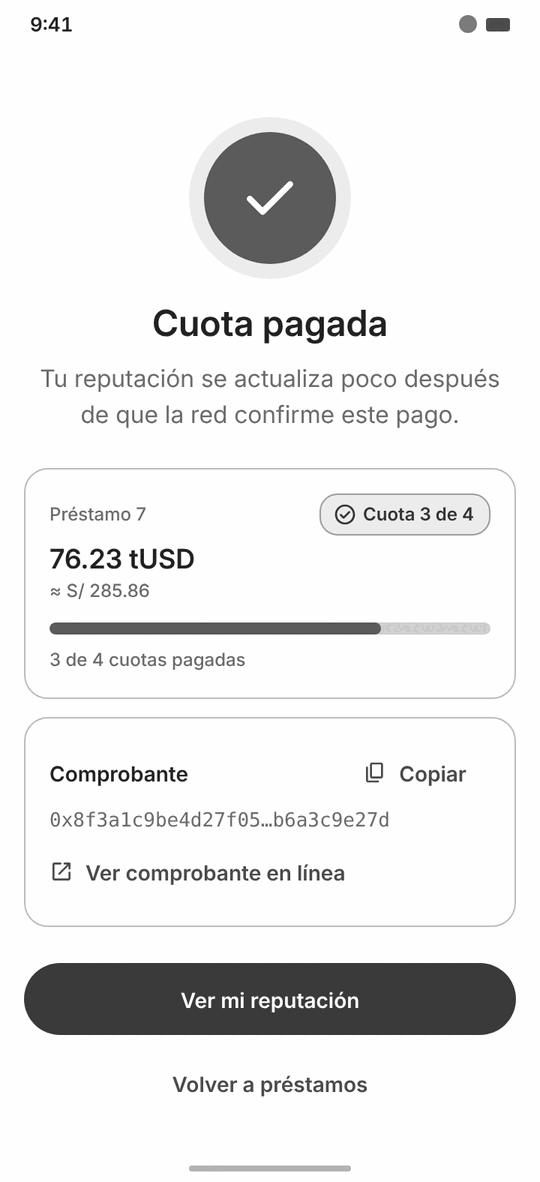 9:41
Cuota pagada
Tu reputación se actualiza poco después
de que la red confirme este pago.
Préstamo 7
Cuota 3 de 4
76.23 tUSD
≈ S/ 285.86
3 de 4 cuotas pagadas
Comprobante
Copiar
0x8f3a1c9be4d27f05…b6a3c9e27d
Ver comprobante en línea
Ver mi reputación
Volver a préstamos